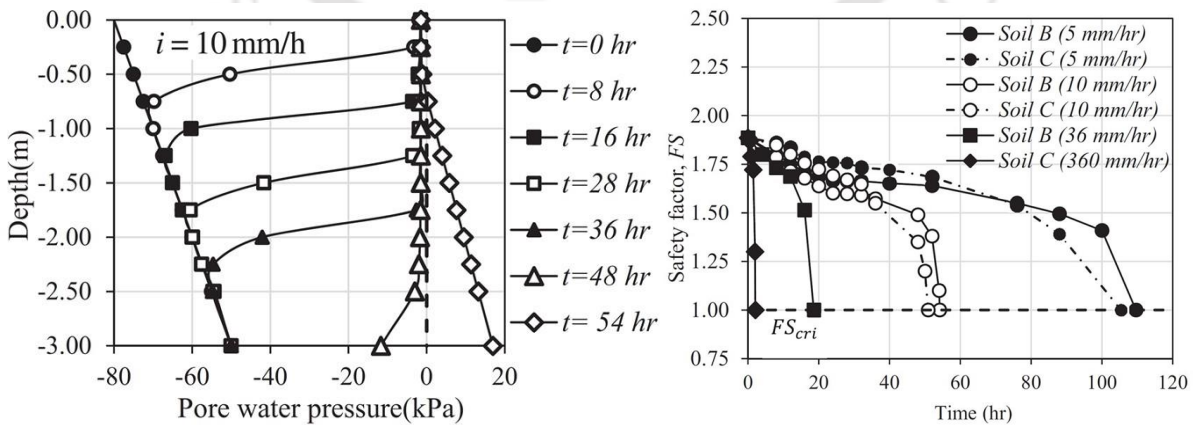 0.00
-0.50
-1.00
-1.50
-2.00
-2.50
-3.00
Depth(m)
-80 -60 -40 -20 0 20
Pore water pressure(kPa)
i = 10 mm/h
t=0 hr
t=8 hr
t=16 hr
t=28 hr
t=36 hr
t=48 hr
t= 54 hr
2.50
2.25
2.00
1.75
1.50
1.25
1.00
0.75
Safety factor, FS
0 20 40 60 80 100 120
Time (hr)
Soil B (5 mm/hr)
Soil C (5 mm/hr)
Soil B (10 mm/hr)
Soil C (10 mm/hr)
Soil B (36 mm/hr)
Soil C (360 mm/hr)
FScri